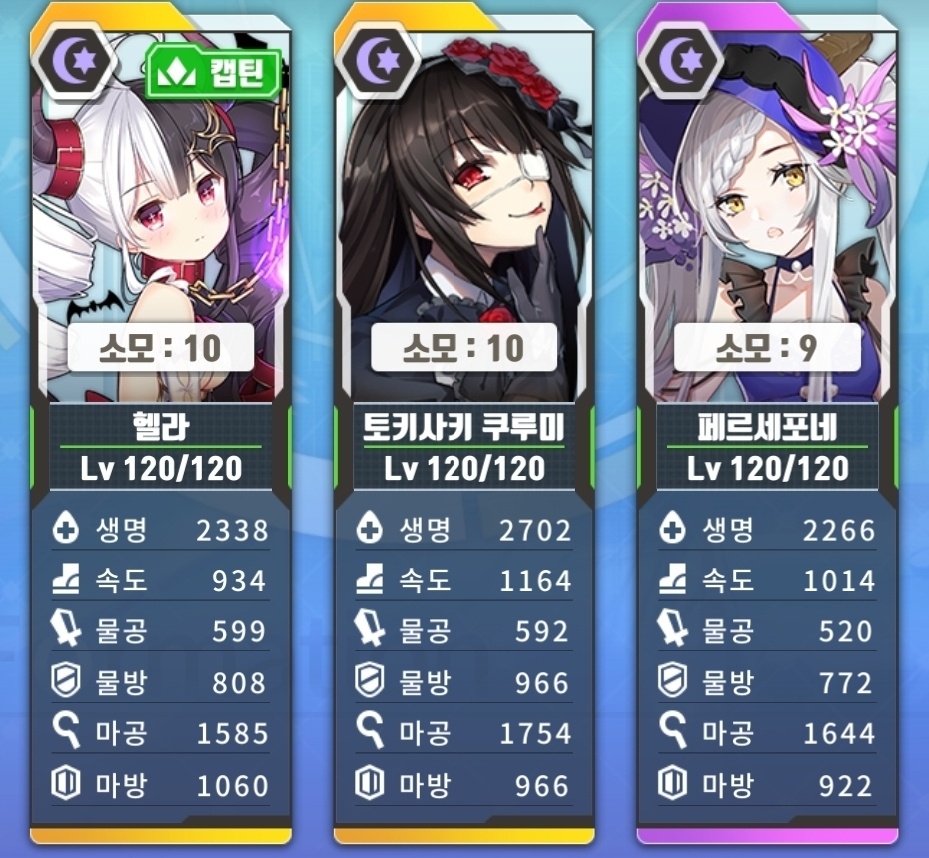 캡틴
소모 : 10
헬라
Lv 120/120
생명 2338
속도 934
물공 599
물방 808
마공 1585
마방 1060
소모 : 10
토키사키 쿠루미
Lv 120/120
생명 2702
속도 1164
물공 592
물방 966
마공 1754
마방 966
소모 : 9
페르세포네
Lv 120/120
생명 2266
속도 1014
물공 520
물방 772
마공 1644
마방 922